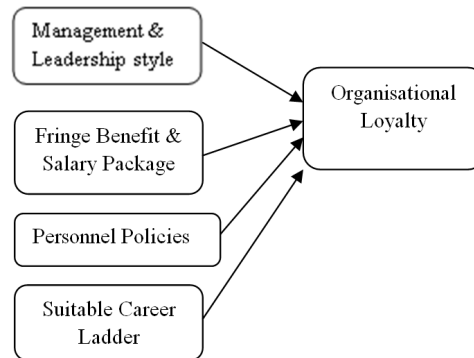 Management &
Leadership style
Organisational
Loyalty
Fringe Benefit &
Salary Package
Personnel Policies
Suitable Career
Ladder